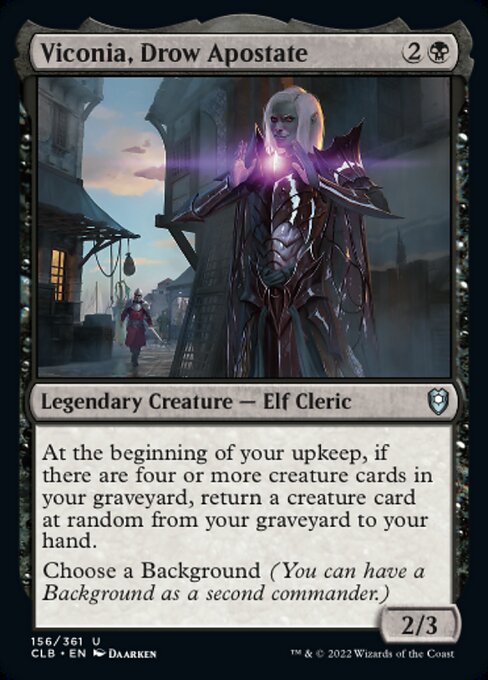 Viconia, Drow Apostate 2
Legendary Creature — Elf Cleric
At the beginning of your upkeep, if
there are four or more creature cards in
your graveyard, return a creature card
at random from your graveyard to your
hand.
Choose a Background (You can have a
Background as a second commander.)
2/3
156/361 U
CLB • EN Daarken
™ & © 2022 Wizards of the Coast